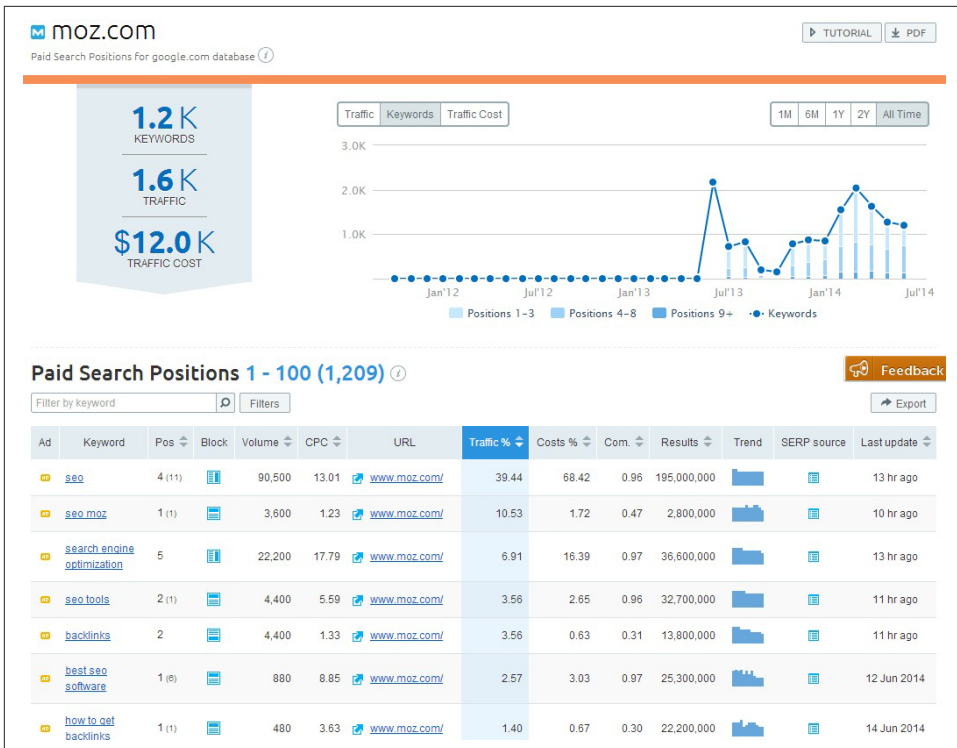 moz.com
TUTORIAL PDF
Paid Search Positions for google.com database i
1.2 K
KEYWORDS
1.6 K
TRAFFIC
$12.0 K
TRAFFIC COST
Traffic Keywords Traffic Cost
1M 6M 1Y 2Y All Time
3.0K
2.0K
1.0K
Jan'12 Jul'12 Jan'13 Jul'13 Jan'14 Jul'14
Positions 1-3 Positions 4-8 Positions 9+ Keywords
Paid Search Positions 1 - 100 (1,209) i
Feedback
Filter by keyword Filters Export
Ad Keyword Pos Block Volume CPC URL Traffic % Costs % Com. Results Trend SERP source Last update
AD seo 4 (11) 90,500 13.01 www.moz.com/ 39.44 68.42 0.96 195,000,000 13 hr ago
AD seo moz 1 (1) 3,600 1.23 www.moz.com/ 10.53 1.72 0.47 2,800,000 10 hr ago
AD search engine optimization 5 22,200 17.79 www.moz.com/ 6.91 16.39 0.97 36,600,000 13 hr ago
AD seo tools 2 (1) 4,400 5.59 www.moz.com/ 3.56 2.65 0.96 32,700,000 11 hr ago
AD backlinks 2 4,400 1.33 www.moz.com/ 3.56 0.63 0.31 13,800,000 11 hr ago
AD best seo software 1 (6) 880 8.85 www.moz.com/ 2.57 3.03 0.97 25,300,000 12 Jun 2014
AD how to get backlinks 1 (1) 480 3.63 www.moz.com/ 1.40 0.67 0.30 22,200,000 14 Jun 2014